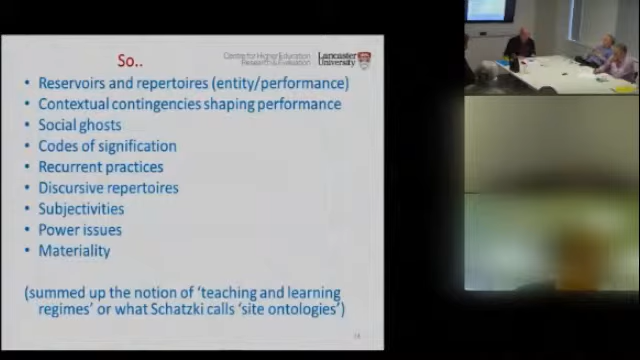 So..
Centre for Higher Education
Research & Evaluation
Lancaster
University
• Reservoirs and repertoires (entity/performance)
• Contextual contingencies shaping performance
• Social ghosts
• Codes of signification
• Recurrent practices
• Discursive repertoires
• Subjectivities
• Power issues
• Materiality
(summed up the notion of ‘teaching and learning
regimes’ or what Schatzki calls ‘site ontologies’)